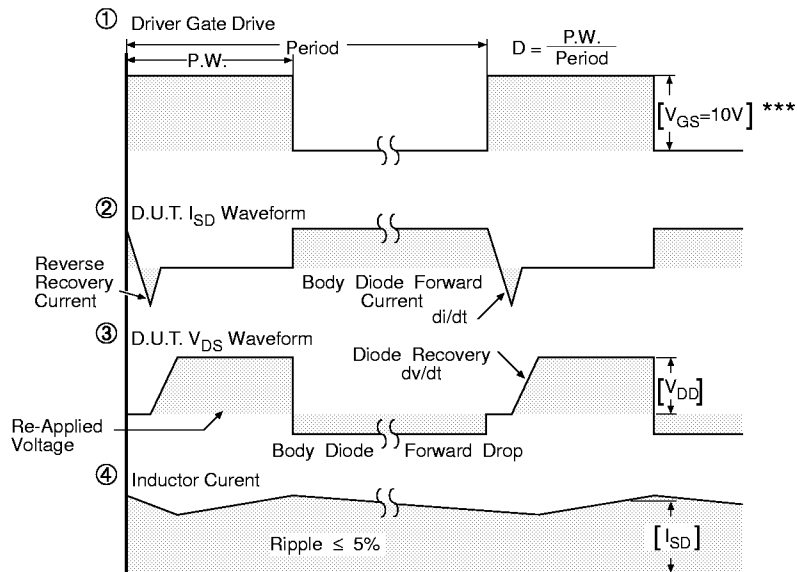 ① Driver Gate Drive
Period
P.W.
D = P.W. / Period
[VGS=10V] ***
② D.U.T. ISD Waveform
Reverse
Recovery
Current
Body Diode Forward
Current
di/dt
③ D.U.T. VDS Waveform
Diode Recovery
dv/dt
[VDD]
Re-Applied
Voltage
Body Diode Forward Drop
④ Inductor Curent
Ripple ≤ 5%
[ISD]